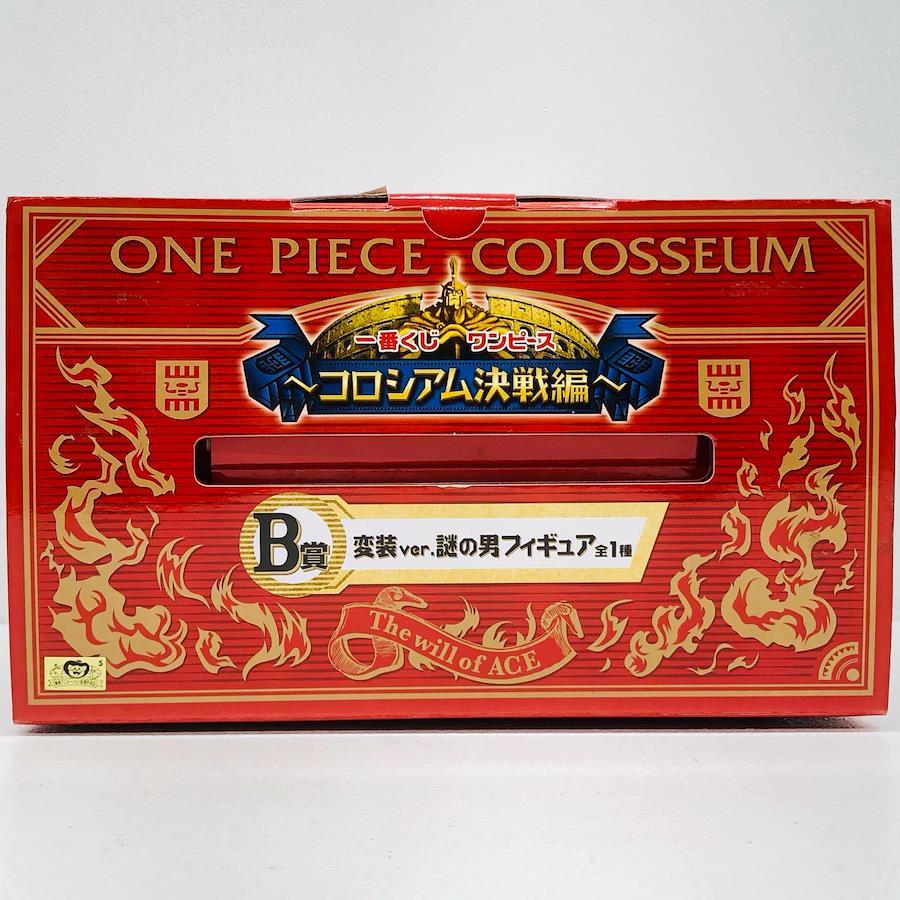 ONE PIECE COLOSSEUM
一番くじ ワンピース
～コロシアム決戦編～
B賞
変装ver.謎の男フィギュア全1種
The will of ACE
5